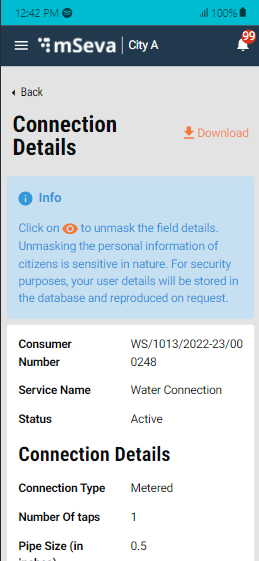 12:42 PM 100%
mSeva City A 99
Back
Connection Download
Details
Info
Click on to unmask the field details.
Unmasking the personal information of
citizens is sensitive in nature. For security
purposes, your user details will be stored in
the database and reproduced on request.
Consumer WS/1013/2022-23/00
Number 0248
Service Name Water Connection
Status Active
Connection Details
Connection Type Metered
Number Of taps 1
Pipe Size (in 0.5
inches)